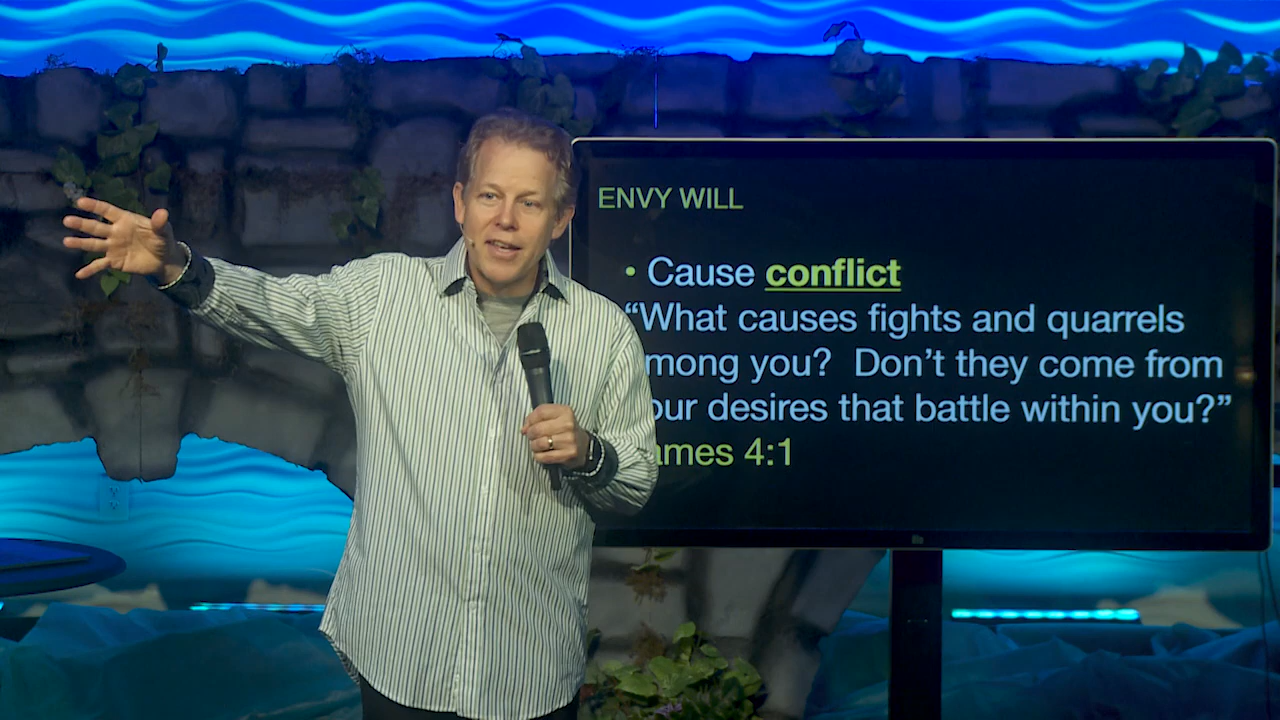 ENVY WILL
• Cause conflict
“What causes fights and quarrels
mong you?  Don’t they come from
our desires that battle within you?”
ames 4:1